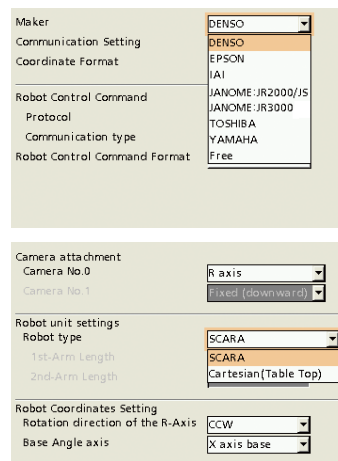 Maker DENSO
Communication Setting DENSO
Coordinate Format EPSON
IAI
JANOME:JR2000/JS
Robot Control Command JANOME:JR3000
Protocol TOSHIBA
Communication type YAMAHA
Robot Control Command Format Free
Camera attachment
Camera No.0 R axis
Camera No.1 Fixed (downward)
Robot unit settings
Robot type SCARA
1st-Arm Length SCARA
2nd-Arm Length Cartesian(Table Top)
Robot Coordinates Setting
Rotation direction of the R-Axis CCW
Base Angle axis X axis base